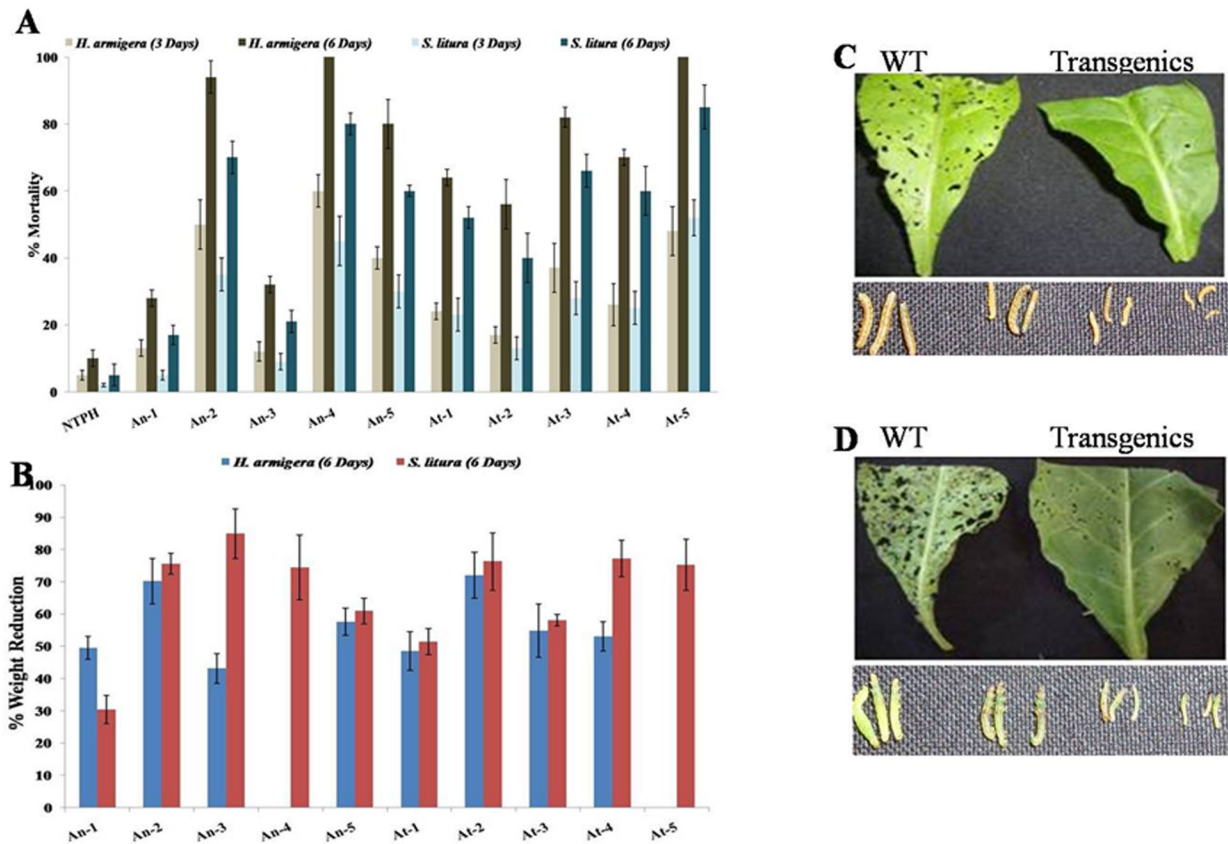 A
H. armigera (3 Days) H. armigera (6 Days) S. litura (3 Days) S. litura (6 Days)
% Mortality
100
80
60
40
20
0
NTPH An-1 An-2 An-3 An-4 An-5 At-1 At-2 At-3 At-4 At-5
B
H. armigera (6 Days) S. litura (6 Days)
% Weight Reduction
100
90
80
70
60
50
40
30
20
10
0
An-1 An-2 An-3 An-4 An-5 At-1 At-2 At-3 At-4 At-5
C
WT Transgenics
D
WT Transgenics